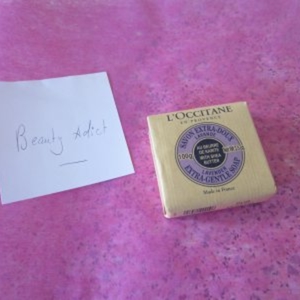 Beauty Adict
L'OCCITANE
EN PROVENCE
SAVON EXTRA-DOUX
LAVANDE
100g
AU BEURRE
DE KARITÉ
WITH SHEA
BUTTER
LAVENDER
EXTRA-GENTLE SOAP
Made in France